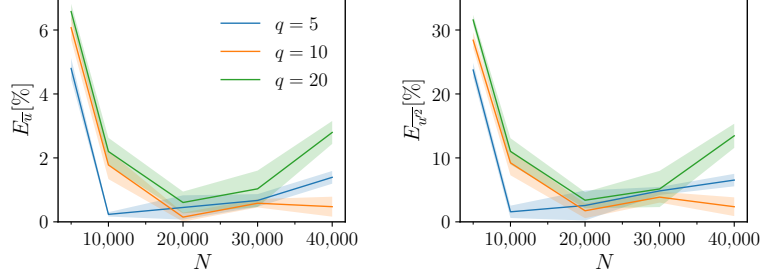 6
4
2
0
E_{\overline{u}}[%]
q = 5
q = 10
q = 20
10,000 20,000 30,000 40,000
N
30
20
10
0
E_{\overline{u'^2}}[%]
10,000 20,000 30,000 40,000
N